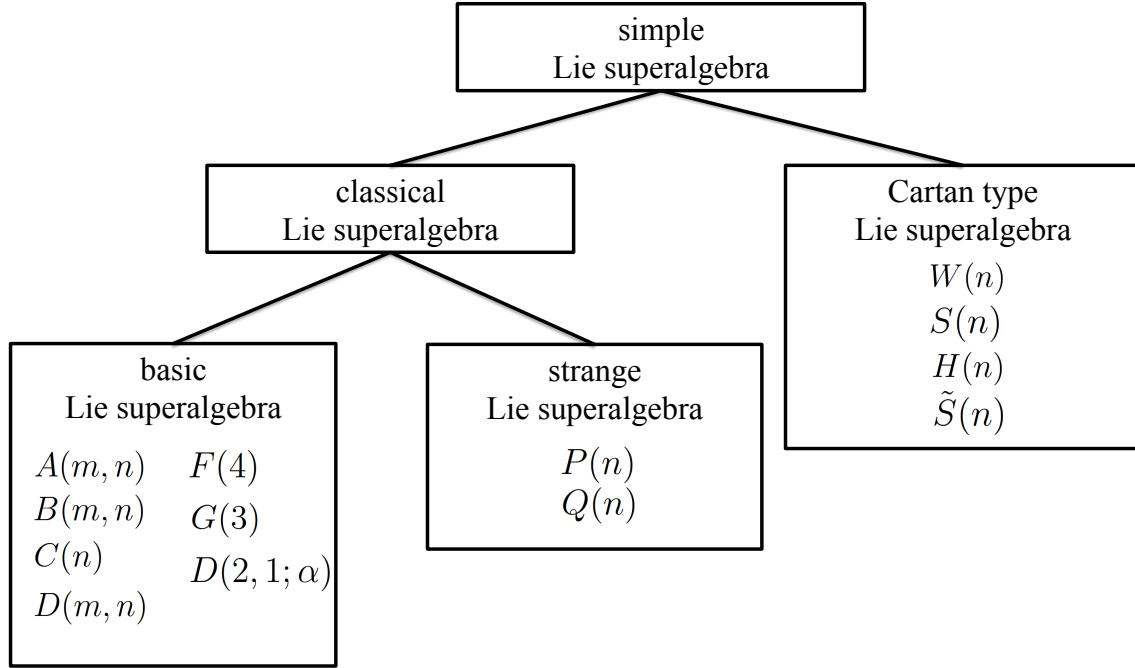 simple
Lie superalgebra
classical
Lie superalgebra
Cartan type
Lie superalgebra
W(n)
S(n)
H(n)
S̃(n)
basic
Lie superalgebra
A(m, n) F(4)
B(m, n) G(3)
C(n) D(2, 1; α)
D(m, n)
strange
Lie superalgebra
P(n)
Q(n)